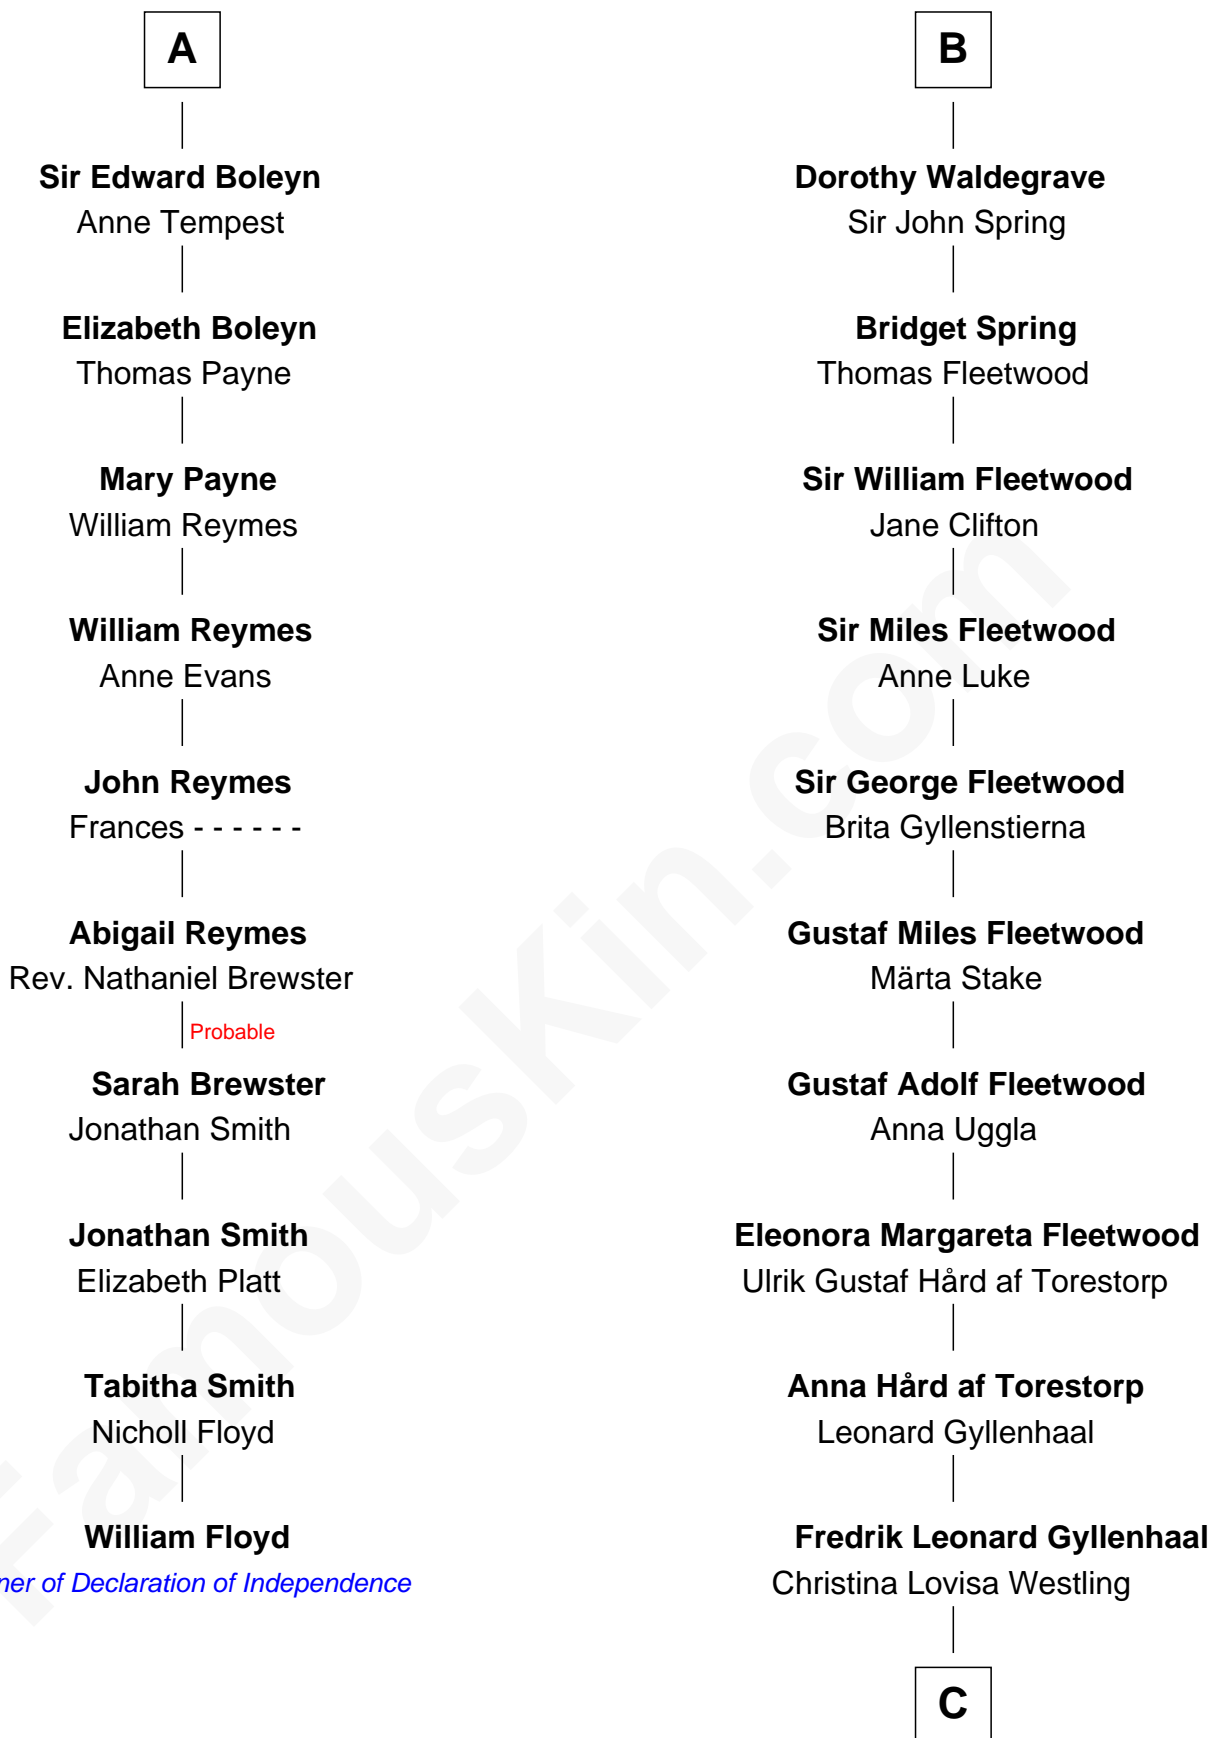 A
Sir Edward Boleyn
Anne Tempest
Elizabeth Boleyn
Thomas Payne
Mary Payne
William Reymes
William Reymes
Anne Evans
John Reymes
Frances - - - - - -
Abigail Reymes
Rev. Nathaniel Brewster
Probable
Sarah Brewster
Jonathan Smith
Jonathan Smith
Elizabeth Platt
Tabitha Smith
Nicholl Floyd
William Floyd
of Declaration of Independence
B
Dorothy Waldegrave
Sir John Spring
Bridget Spring
Thomas Fleetwood
Sir William Fleetwood
Jane Clifton
Sir Miles Fleetwood
Anne Luke
Sir George Fleetwood
Brita Gyllenstierna
Gustaf Miles Fleetwood
Märta Stake
Gustaf Adolf Fleetwood
Anna Uggla
Eleonora Margareta Fleetwood
Ulrik Gustaf Hård af Torestorp
Anna Hård af Torestorp
Leonard Gyllenhaal
Fredrik Leonard Gyllenhaal
Christina Lovisa Westling
C
FamousKin.com